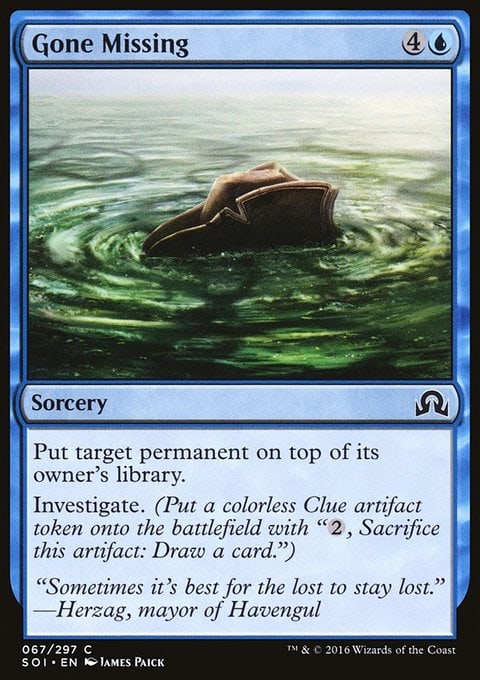 Gone Missing 4
Sorcery
Put target permanent on top of its
owner's library.
Investigate. (Put a colorless Clue artifact
token onto the battlefield with “2, Sacrifice
this artifact: Draw a card.”)
“Sometimes it's best for the lost to stay lost.”
—Herzag, mayor of Havengul
067/297 C
SOI • EN JAMES PAICK
™ & © 2016 Wizards of the Coast